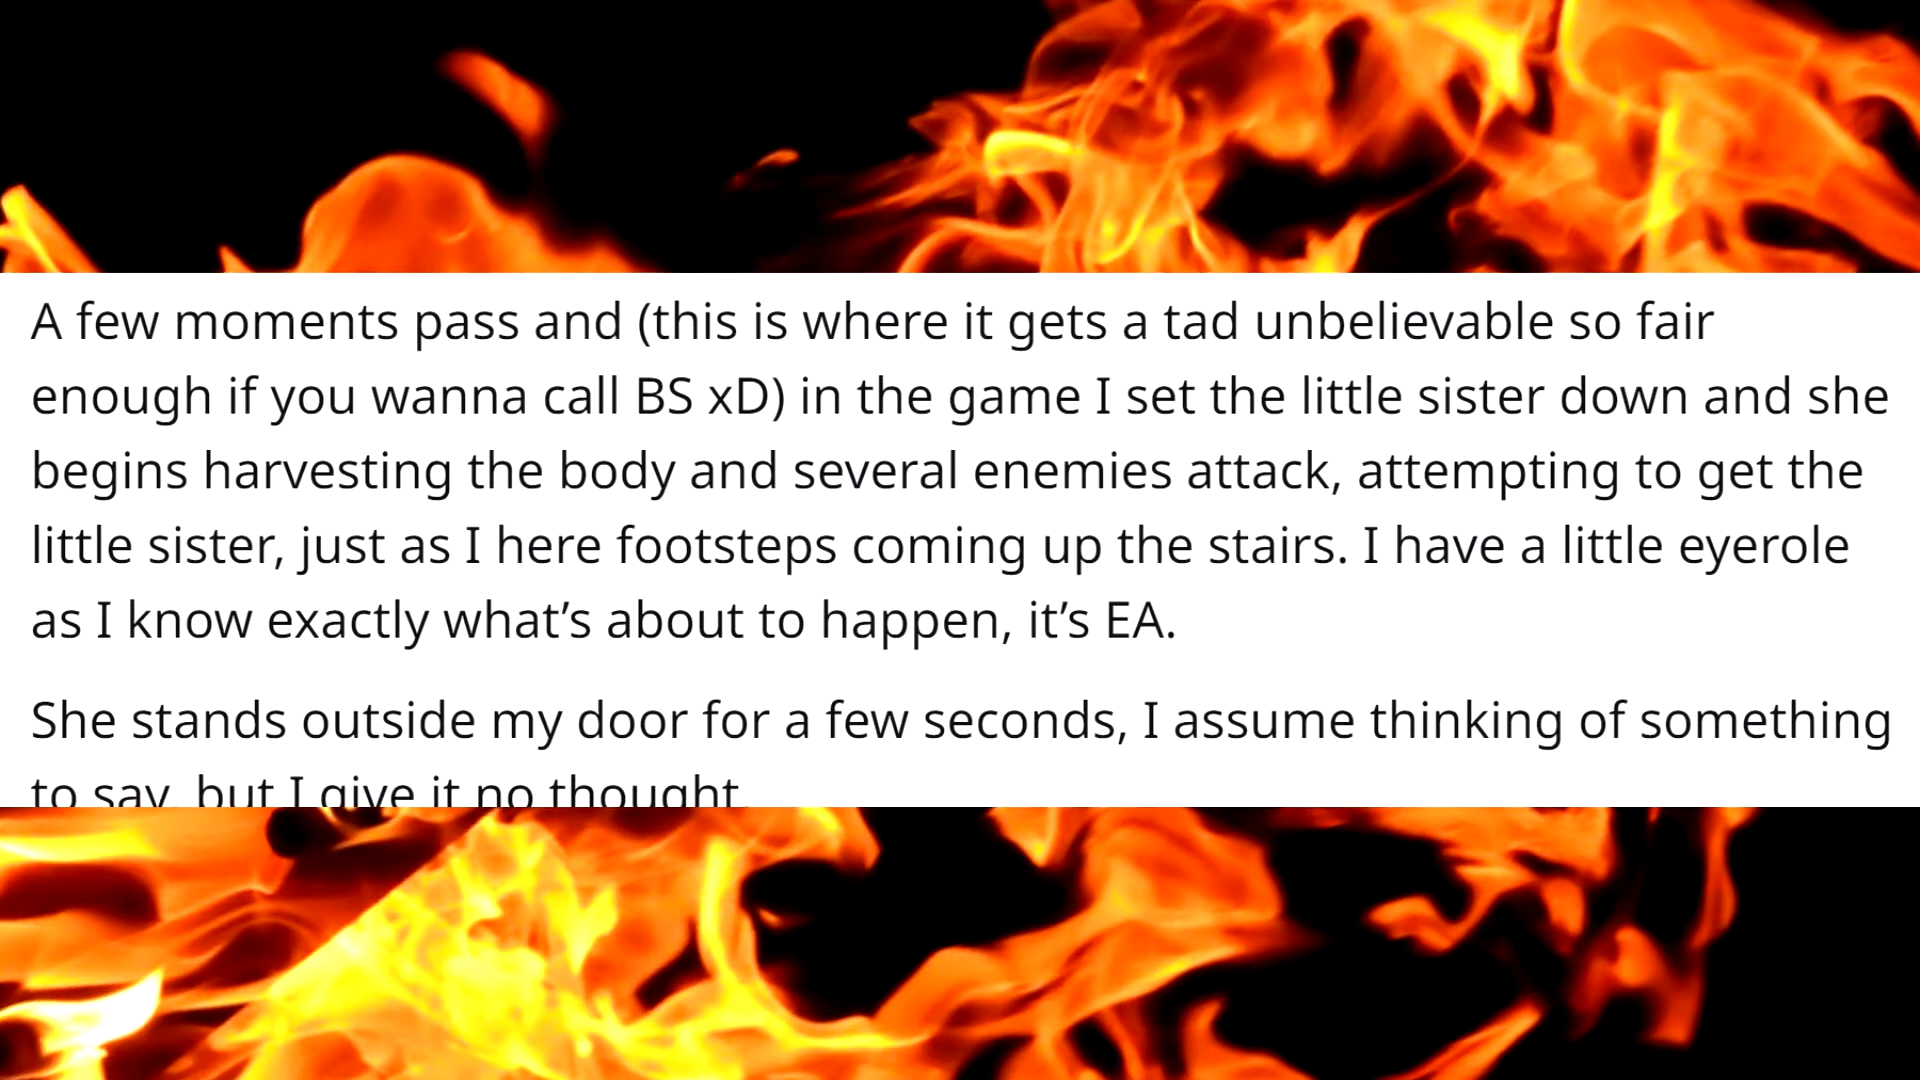 A few moments pass and (this is where it gets a tad unbelievable so fair
enough if you wanna call BS xD) in the game I set the little sister down and she
begins harvesting the body and several enemies attack, attempting to get the
little sister, just as I here footsteps coming up the stairs. I have a little eyerole
as I know exactly what’s about to happen, it’s EA.
She stands outside my door for a few seconds, I assume thinking of something
to say, but I give it no thought.